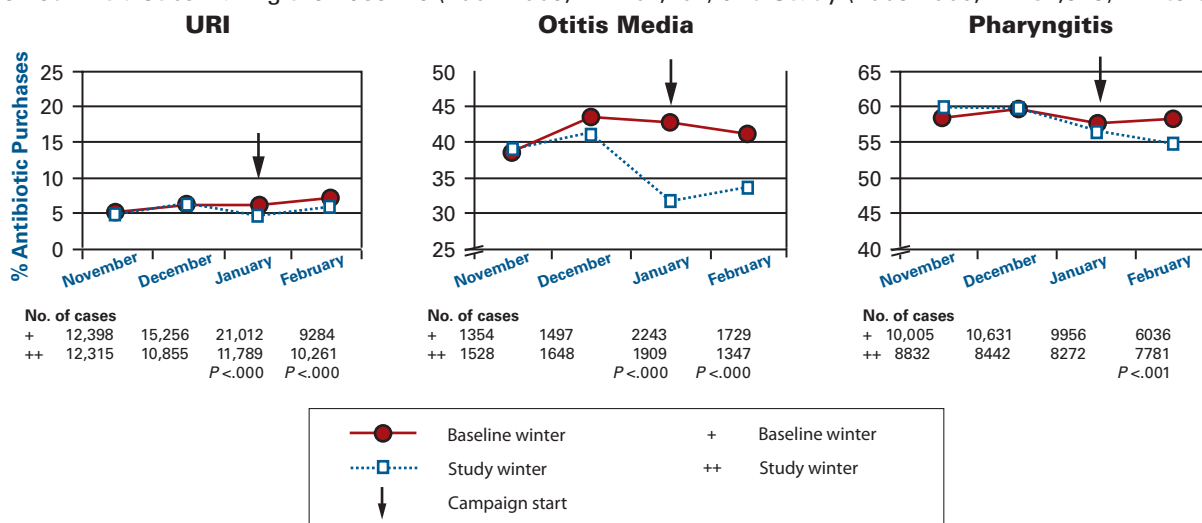 and Study
URI Otitis Media Pharyngitis
% Antibiotic Purchases
25
20
15
10
5
0
November December January February
50
45
40
35
30
25
November December January February
65
60
55
50
45
40
November December January February
No. of cases
+ 12,398 15,256 21,012 9284
++ 12,315 10,855 11,789 10,261
P <.000 P <.000
No. of cases
+ 1354 1497 2243 1729
++ 1528 1648 1909 1347
P <.000 P <.000
No. of cases
+ 10,005 10,631 9956 6036
++ 8832 8442 8272 7781
P <.001
Baseline winter + Baseline winter
Study winter ++ Study winter
Campaign start